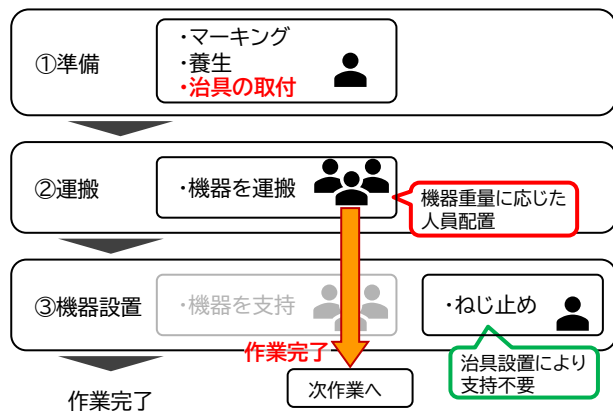 ①準備
・マーキング
・養生
・治具の取付
②運搬
・機器を運搬
機器重量に応じた
人員配置
③機器設置
・機器を支持
・ねじ止め
作業完了
治具設置により
支持不要
次作業へ
作業完了